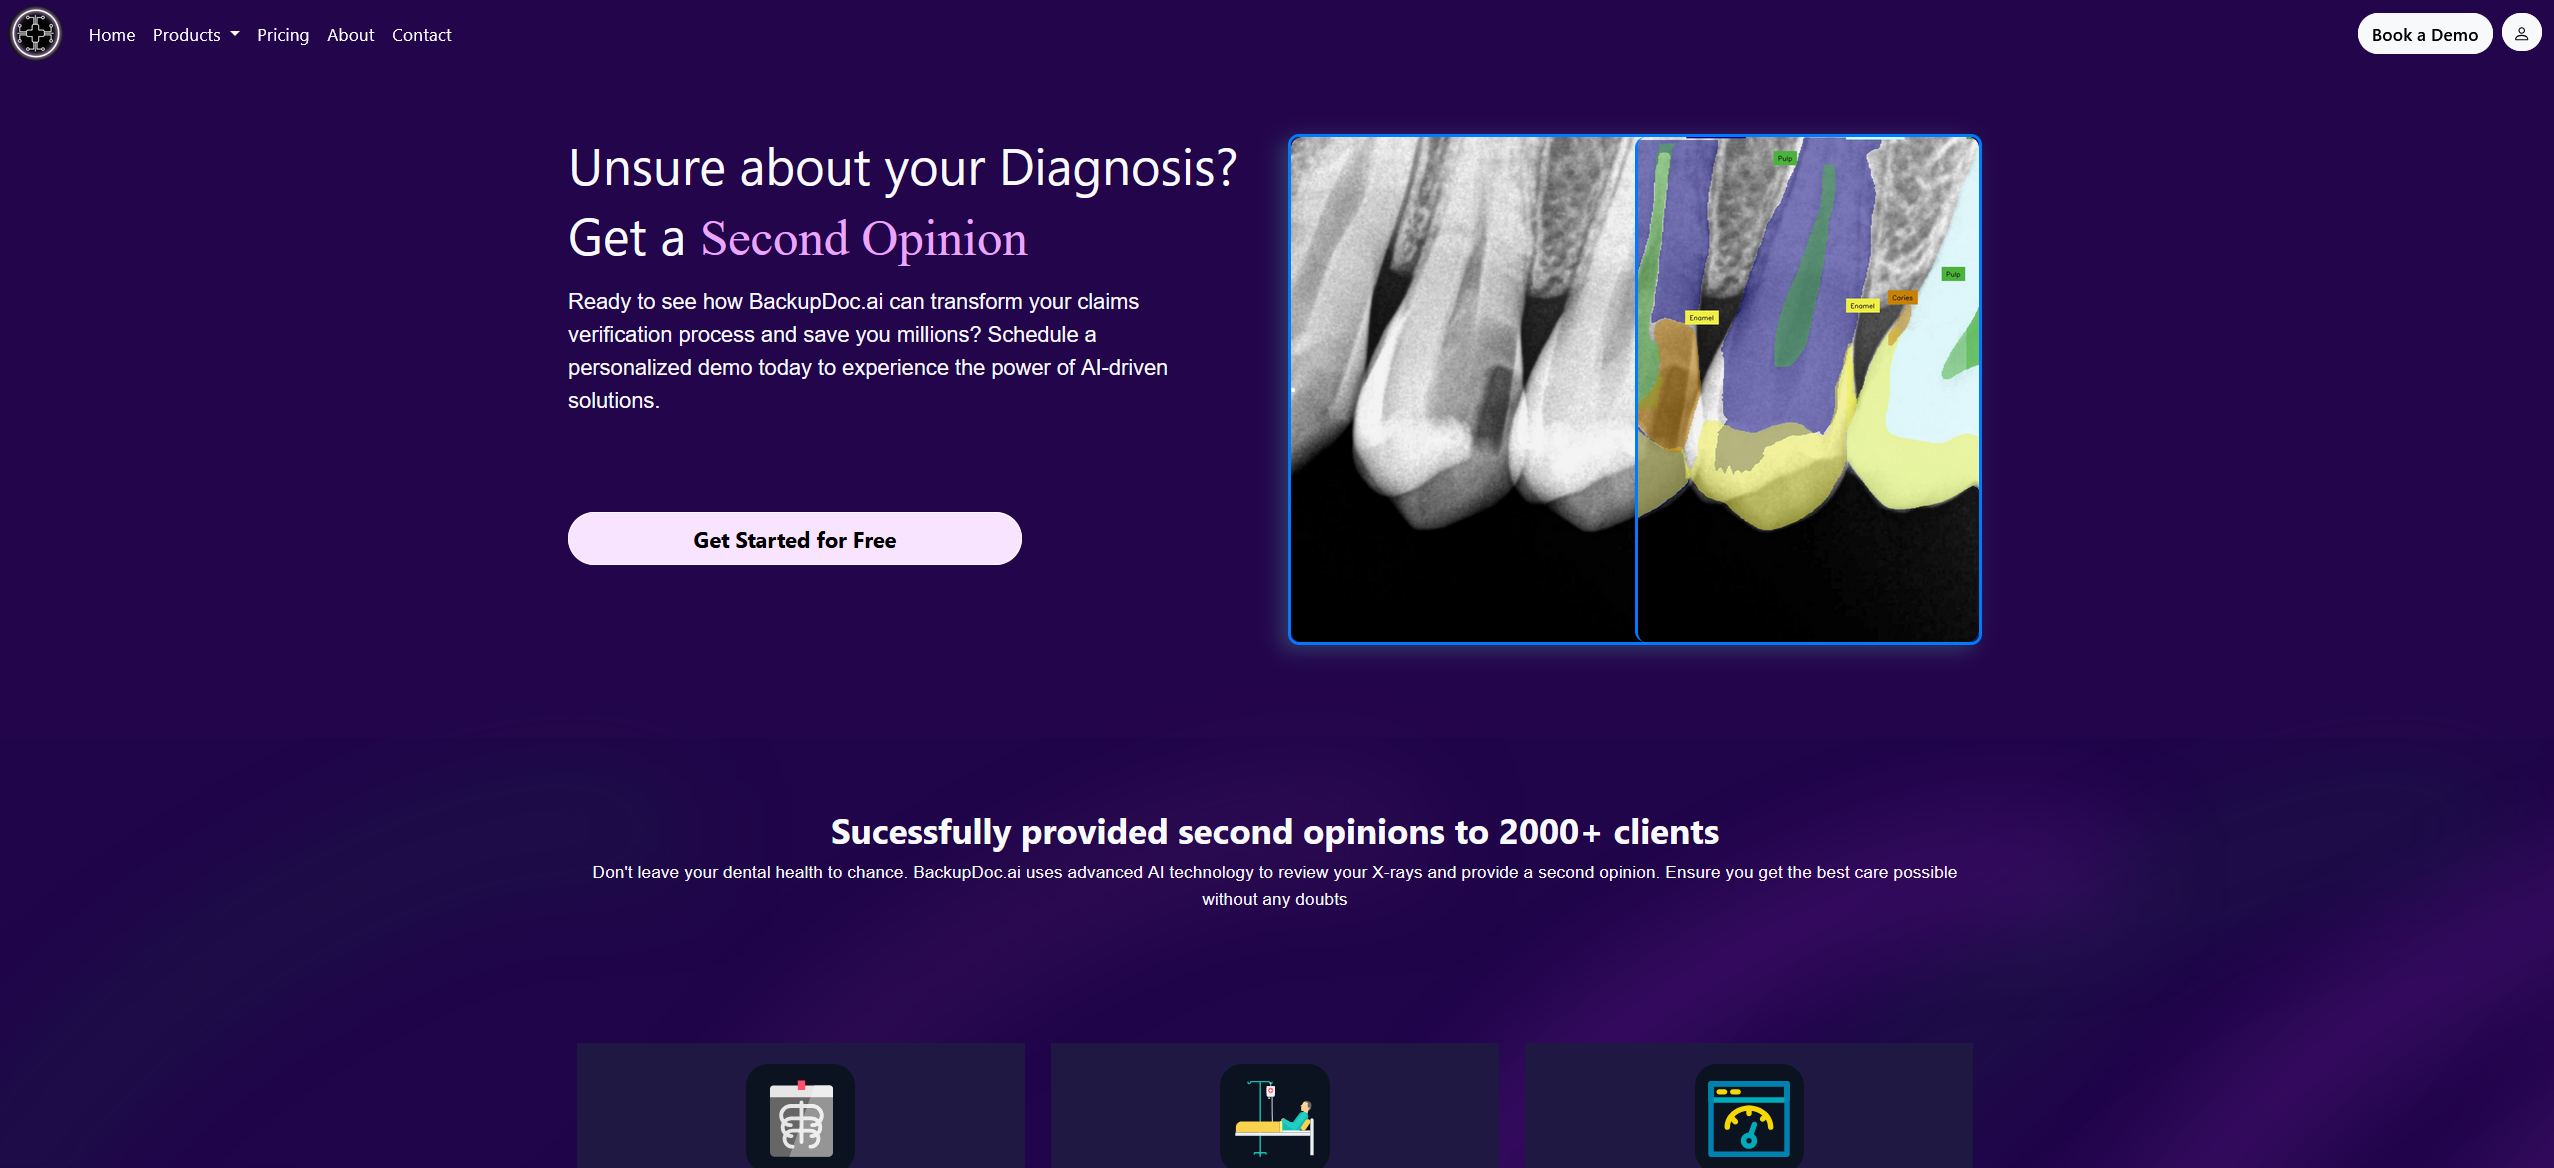 Home Products Pricing About Contact
Book a Demo
Unsure about your Diagnosis?
Get a Second Opinion
Ready to see how BackupDoc.ai can transform your claims
verification process and save you millions? Schedule a
personalized demo today to experience the power of AI-driven
solutions.
Get Started for Free
Pulp
Pulp
Caries
Enamel
Enamel
Sucessfully provided second opinions to 2000+ clients
Don't leave your dental health to chance. BackupDoc.ai uses advanced AI technology to review your X-rays and provide a second opinion. Ensure you get the best care possible
without any doubts